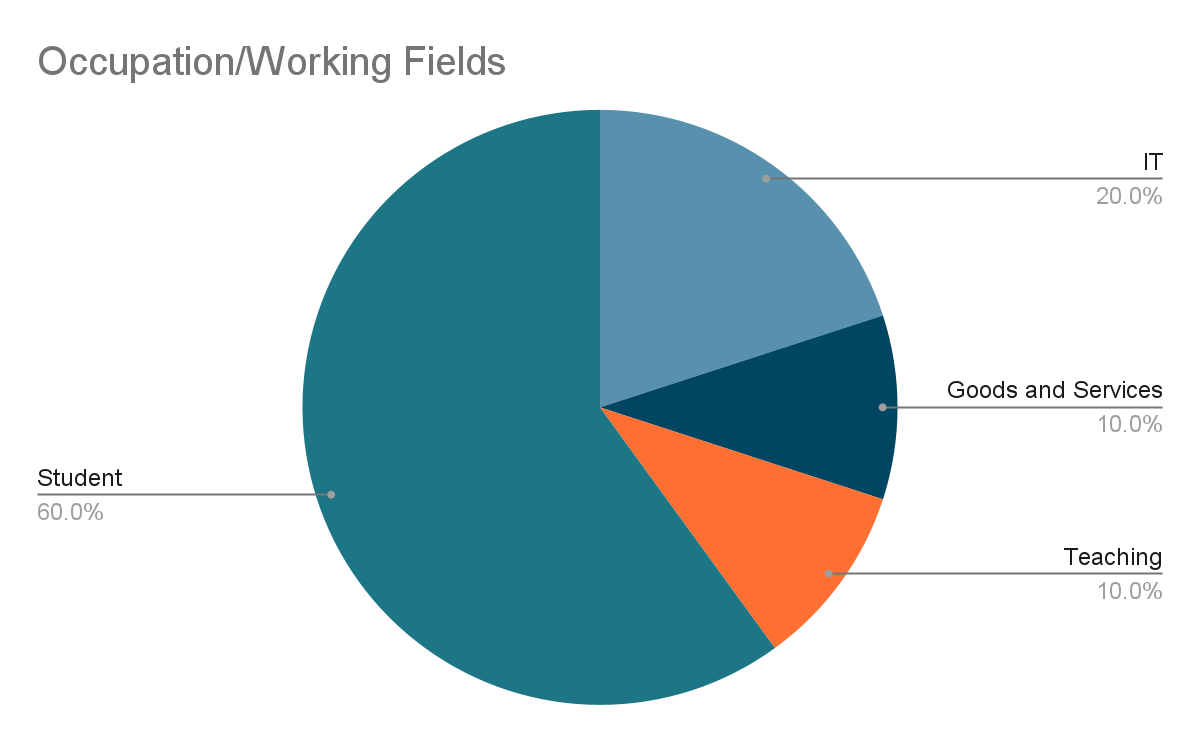 Occupation/Working Fields
IT
20.0%
Goods and Services
10.0%
Student
60.0%
Teaching
10.0%